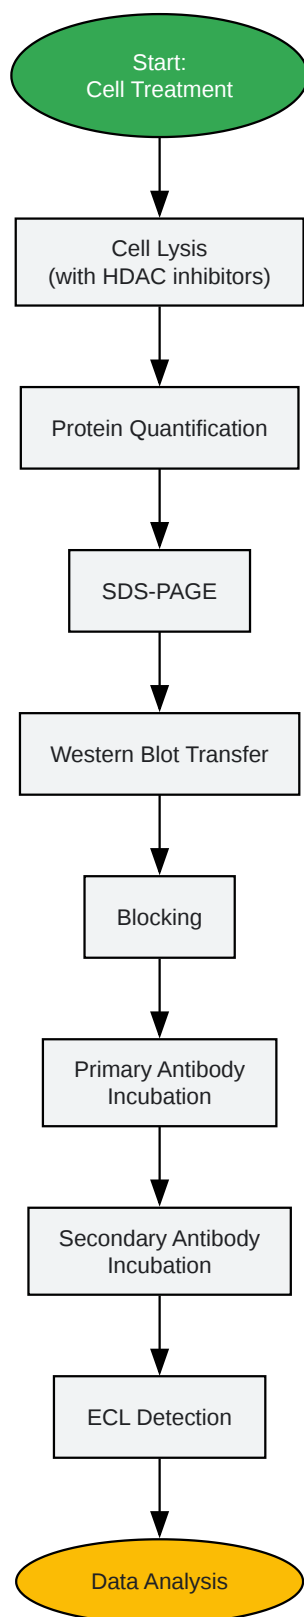 Start:
Cell Treatment
Cell Lysis
(with HDAC inhibitors)
Protein Quantification
SDS-PAGE
Western Blot Transfer
Blocking
Primary Antibody
Incubation
Secondary Antibody
Incubation
ECL Detection
Data Analysis